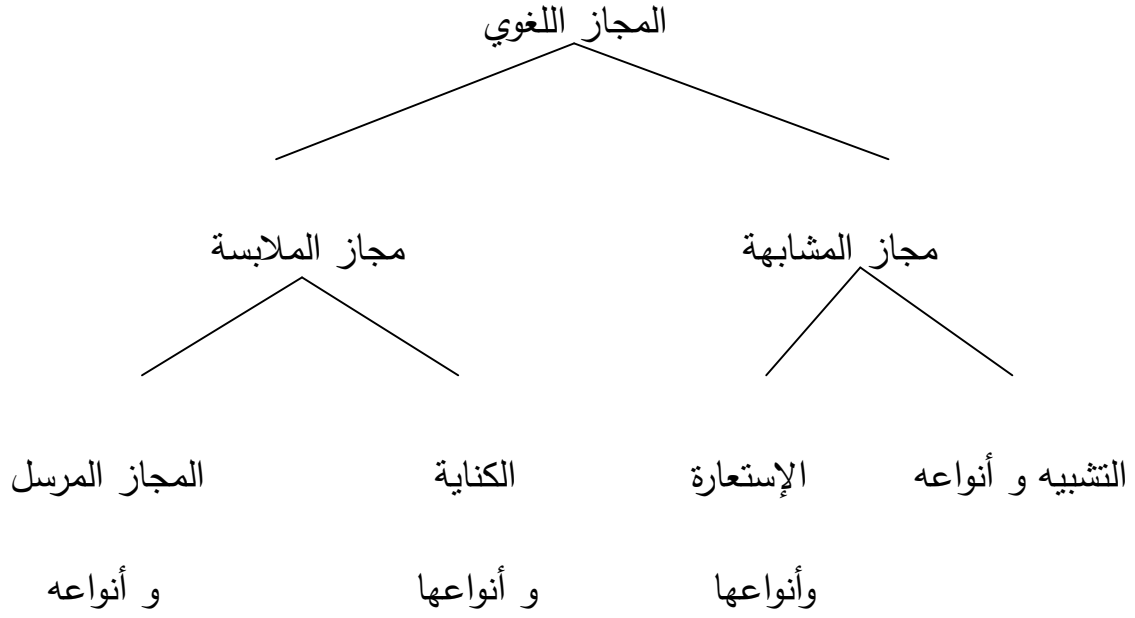 المجاز اللغوي
مجاز المشابهة
مجاز الملابسة
التشبيه و أنواعه
الإستعارة
وأنواعها
الكناية
و أنواعها
المجاز المرسل
و أنواعه